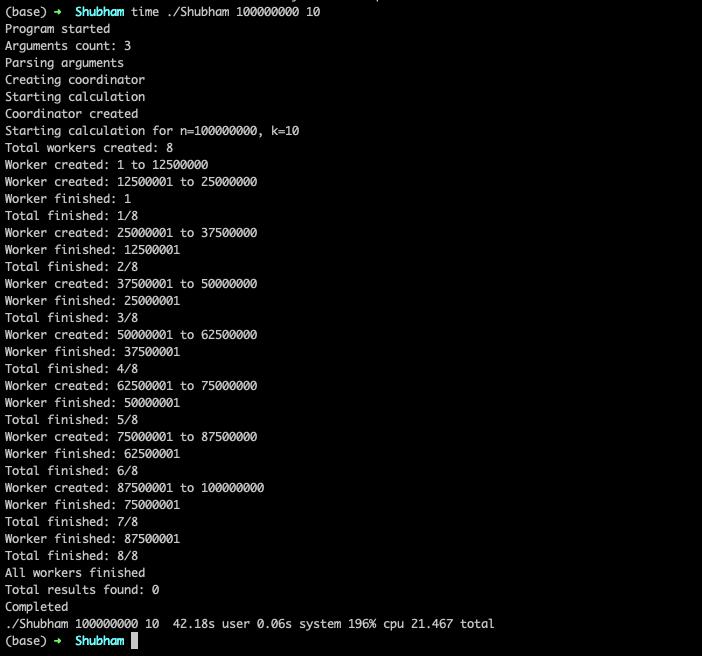 (base) → Shubham time ./Shubham 100000000 10
Program started
Arguments count: 3
Parsing arguments
Creating coordinator
Starting calculation
Coordinator created
Starting calculation for n=100000000, k=10
Total workers created: 8
Worker created: 1 to 12500000
Worker created: 12500001 to 25000000
Worker finished: 1
Total finished: 1/8
Worker created: 25000001 to 37500000
Worker finished: 12500001
Total finished: 2/8
Worker created: 37500001 to 50000000
Worker finished: 25000001
Total finished: 3/8
Worker created: 50000001 to 62500000
Worker finished: 37500001
Total finished: 4/8
Worker created: 62500001 to 75000000
Worker finished: 50000001
Total finished: 5/8
Worker created: 75000001 to 87500000
Worker finished: 62500001
Total finished: 6/8
Worker created: 87500001 to 100000000
Worker finished: 75000001
Total finished: 7/8
Worker finished: 87500001
Total finished: 8/8
All workers finished
Total results found: 0
Completed
./Shubham 100000000 10  42.18s user 0.06s system 196% cpu 21.467 total
(base) → Shubham